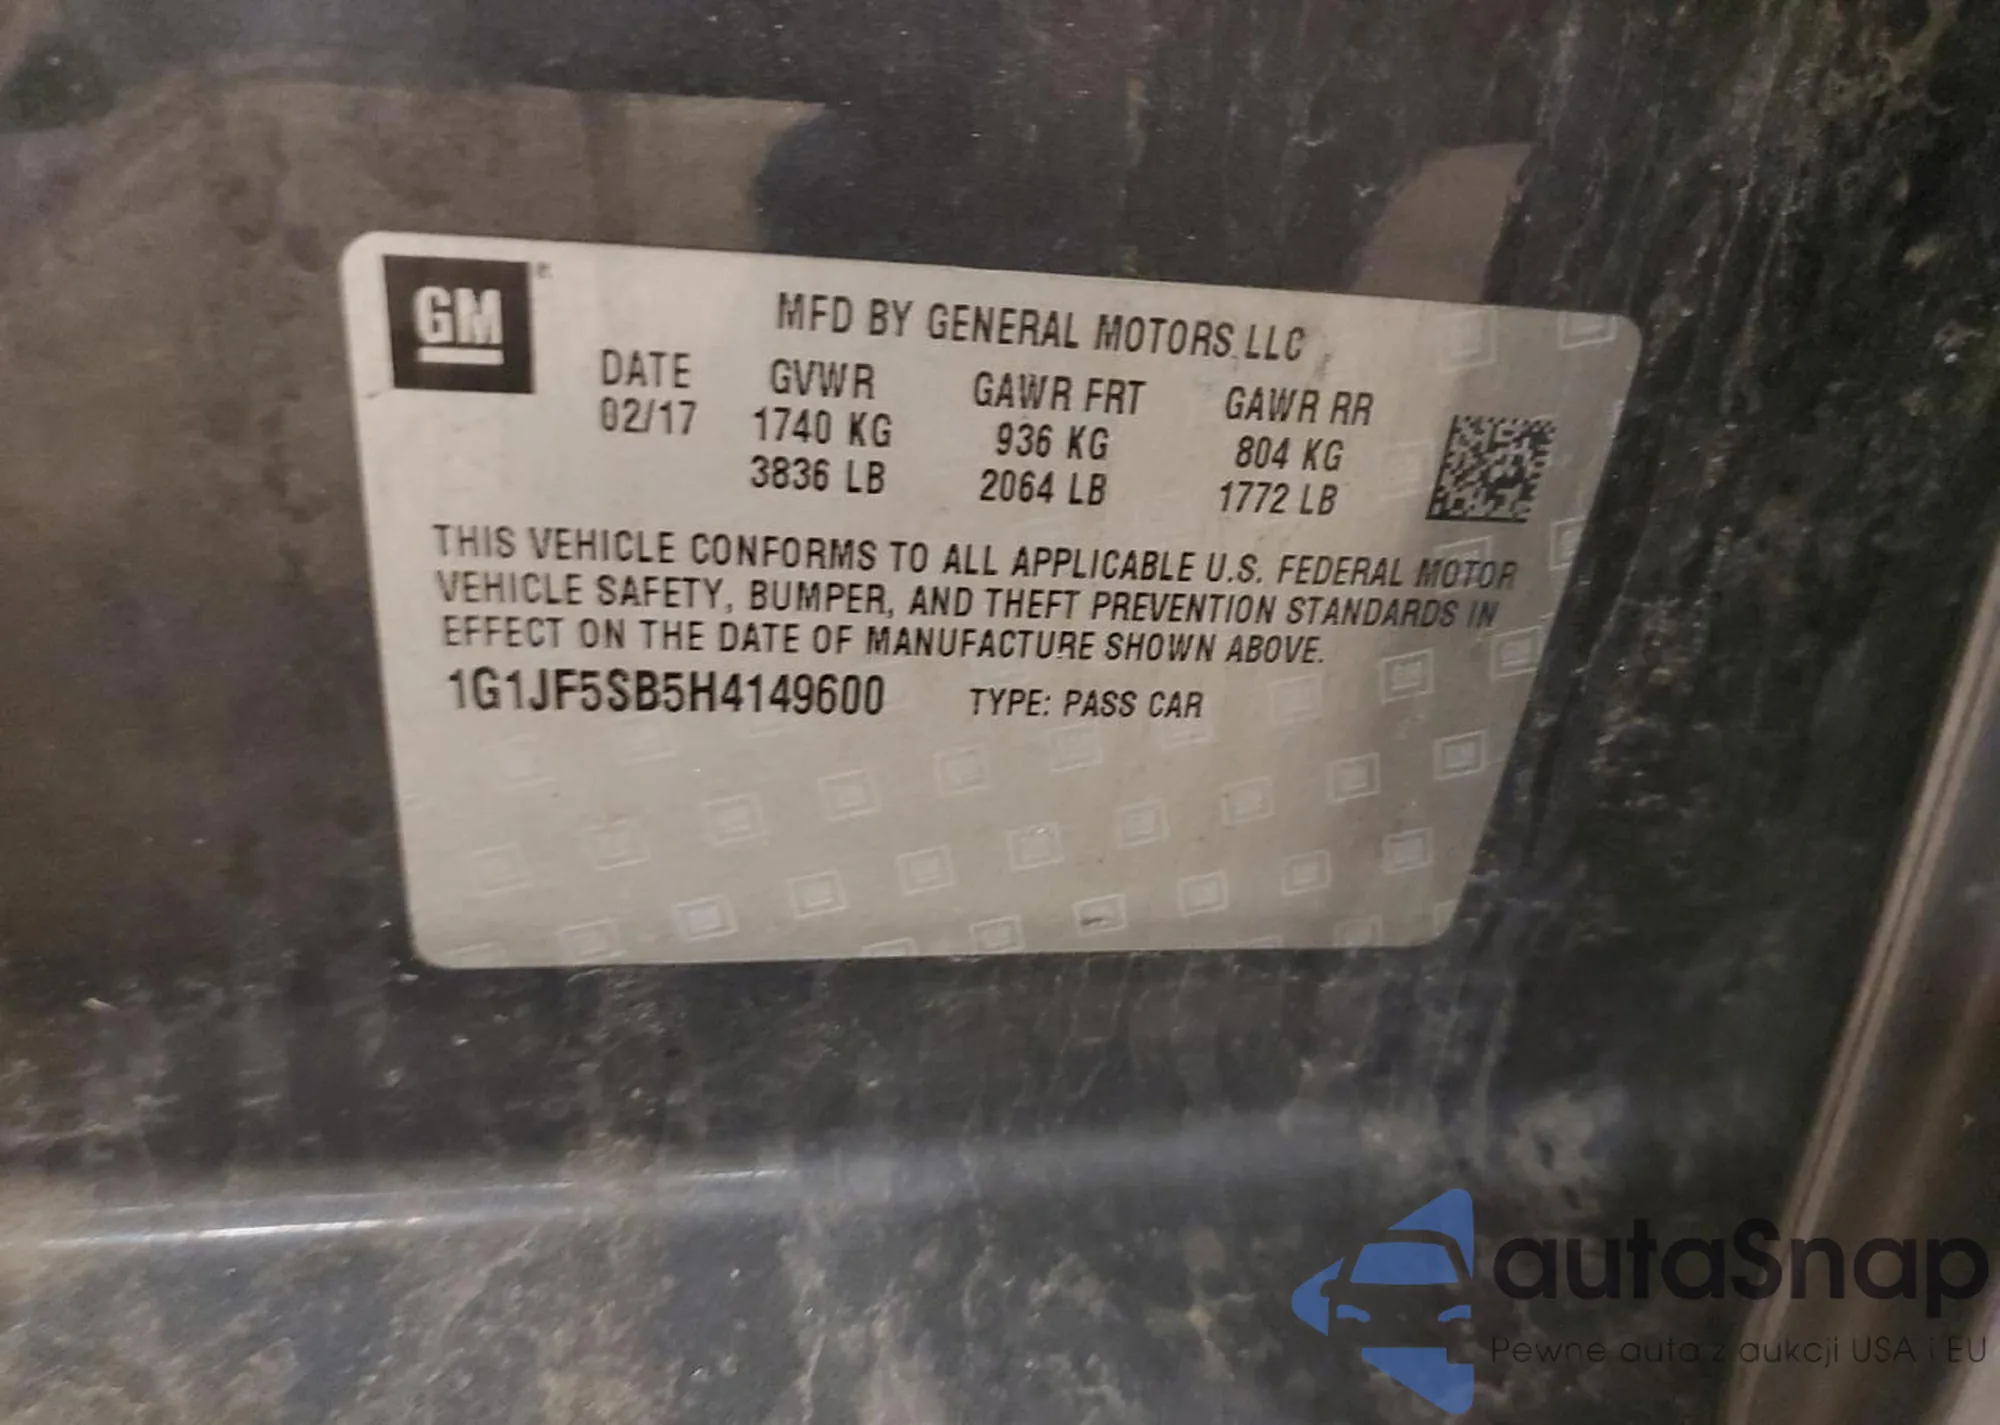 GM
MFD BY GENERAL MOTORS LLC
DATE GVWR GAWR FRT GAWR RR
02/17 1740 KG 936 KG 804 KG
3836 LB 2064 LB 1772 LB
THIS VEHICLE CONFORMS TO ALL APPLICABLE U.S. FEDERAL MOTOR
VEHICLE SAFETY, BUMPER, AND THEFT PREVENTION STANDARDS IN
EFFECT ON THE DATE OF MANUFACTURE SHOWN ABOVE.
1G1JF5SB5H4149600 TYPE: PASS CAR
autaSnap
Pewne auta z aukcji USA i EU